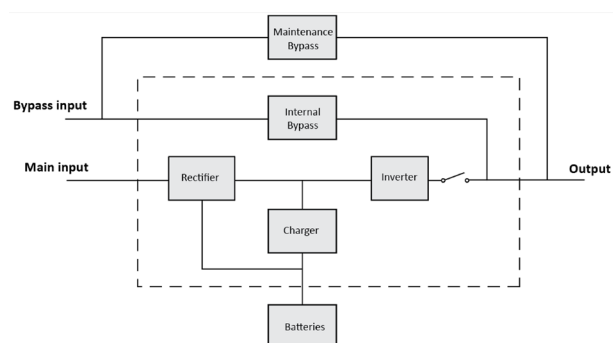 Maintenance
Bypass
Bypass input
Internal
Bypass
Main input
Rectifier
Inverter
Output
Charger
Batteries